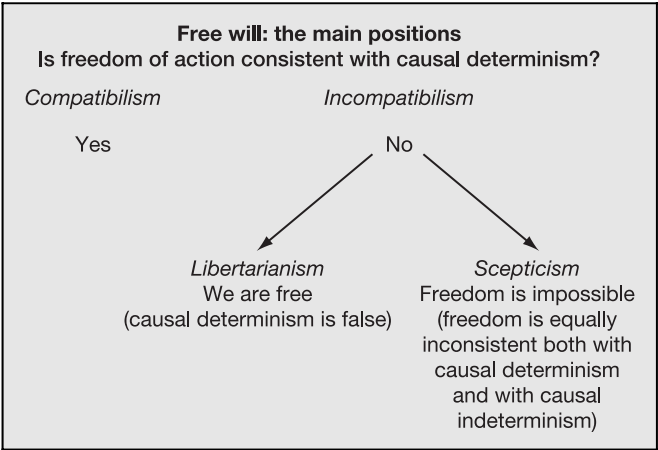 Free will: the main positions
Is freedom of action consistent with causal determinism?
Compatibilism
Incompatibilism
Yes
No
Libertarianism
We are free
(causal determinism is false)
Scepticism
Freedom is impossible
(freedom is equally
inconsistent both with
causal determinism
and with causal
indeterminism)